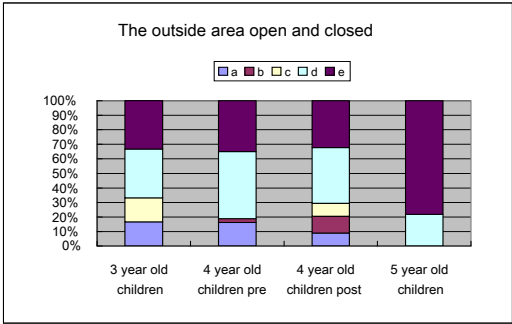 The outside area open and closed
a b c d e
100%
90%
80%
70%
60%
50%
40%
30%
20%
10%
0%
3 year old children
4 year old children pre
4 year old children post
5 year old children